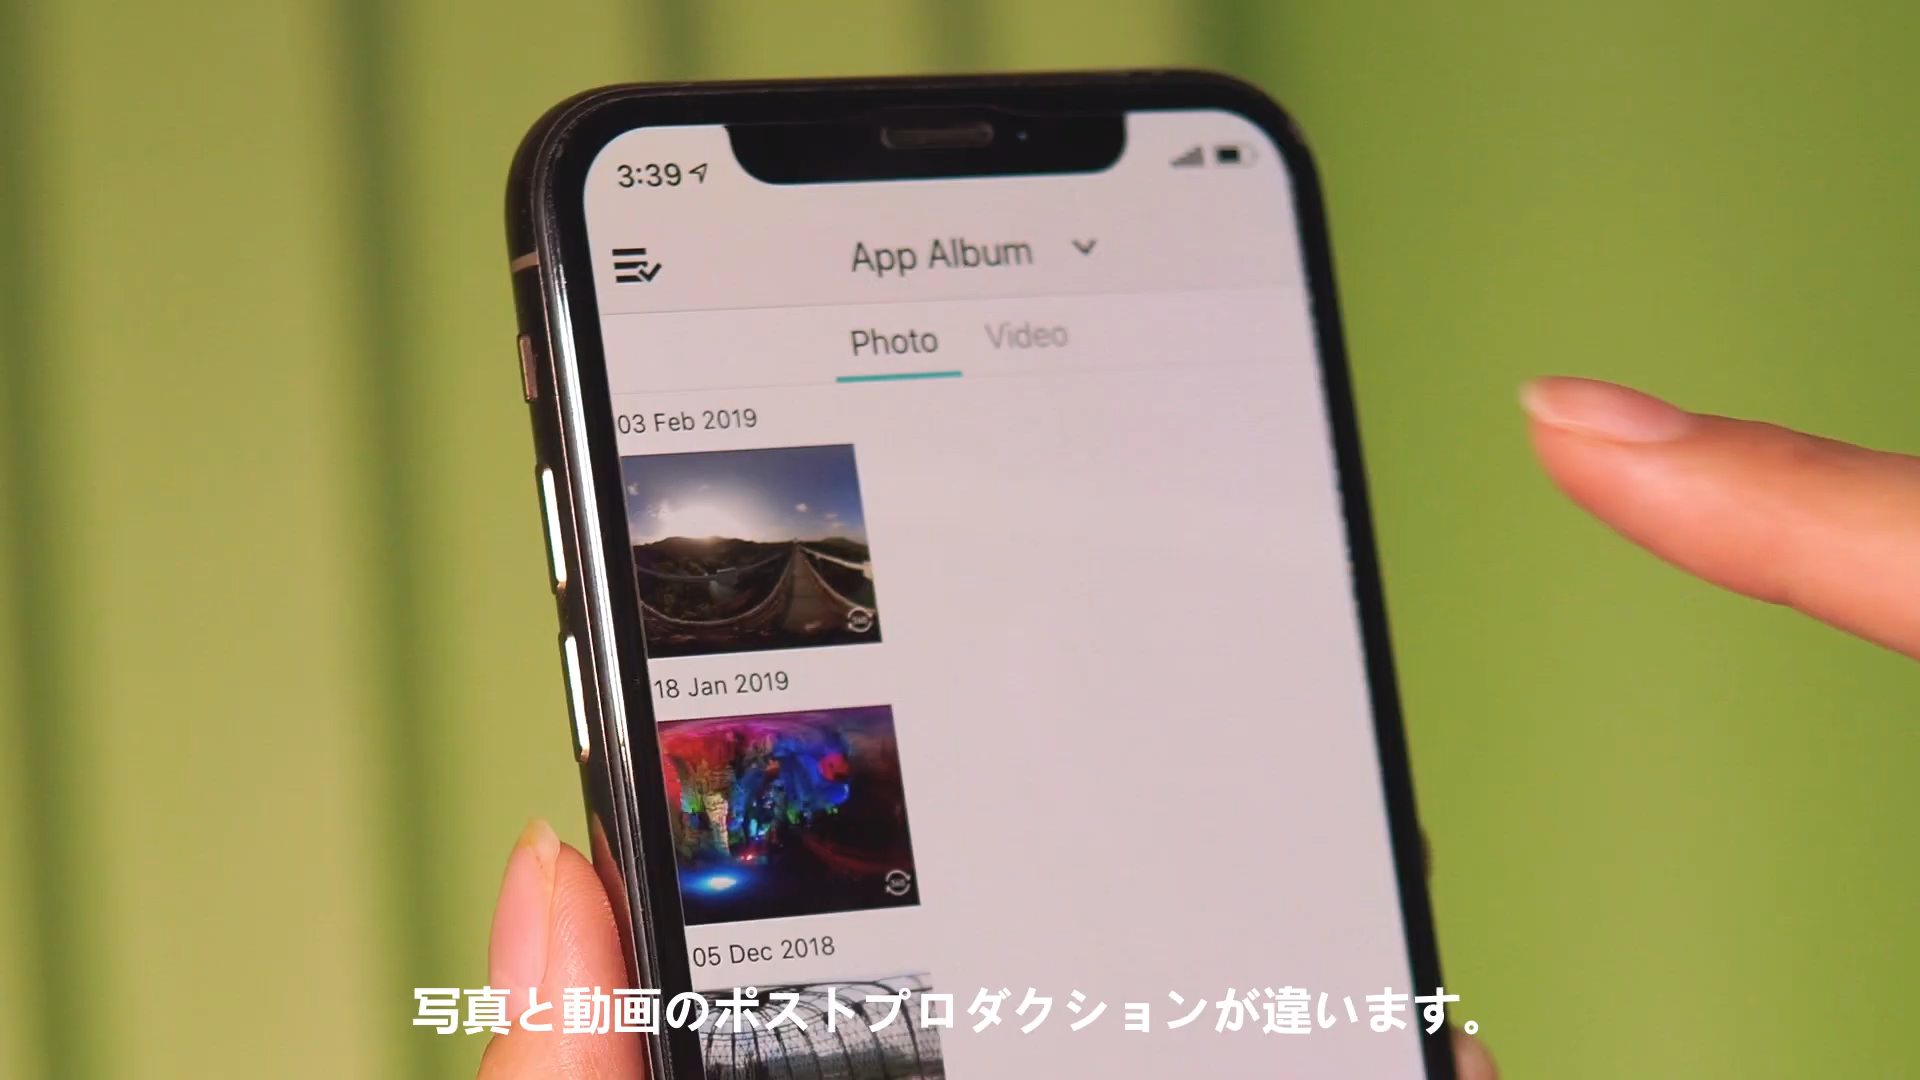 3:39
App Album
Photo Video
03 Feb 2019
18 Jan 2019
05 Dec 2018
写真と動画のポストプロダクションが違います。